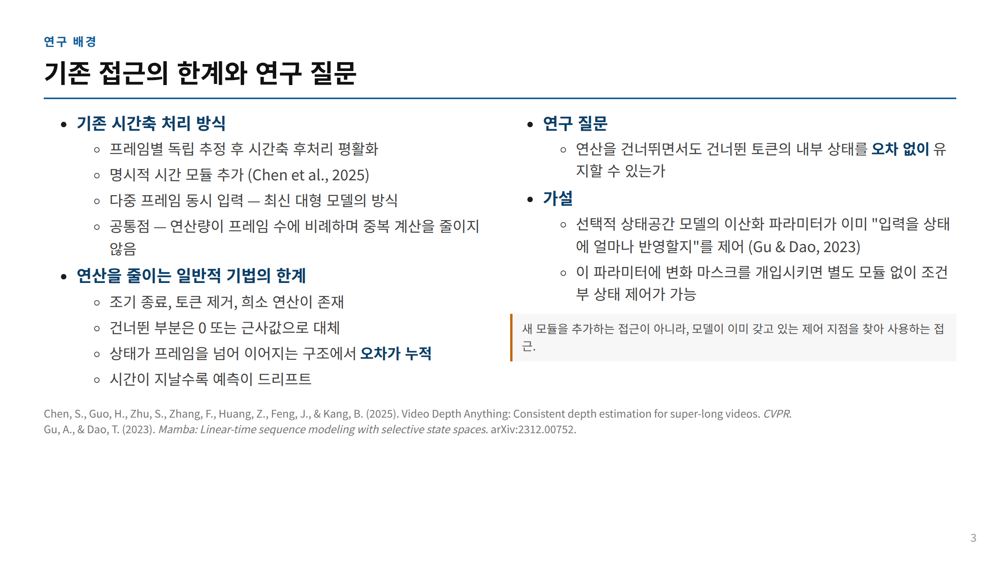 연구 배경
기존 접근의 한계와 연구 질문
• 기존 시간축 처리 방식
◦ 프레임별 독립 추정 후 시간축 후처리 평활화
◦ 명시적 시간 모듈 추가 (Chen et al., 2025)
◦ 다중 프레임 동시 입력 — 최신 대형 모델의 방식
◦ 공통점 — 연산량이 프레임 수에 비례하며 중복 계산을 줄이지
않음
• 연산을 줄이는 일반적 기법의 한계
◦ 조기 종료, 토큰 제거, 희소 연산이 존재
◦ 건너뛴 부분은 0 또는 근사값으로 대체
◦ 상태가 프레임을 넘어 이어지는 구조에서 오차가 누적
◦ 시간이 지날수록 예측이 드리프트
• 연구 질문
◦ 연산을 건너뛰면서도 건너뛴 토큰의 내부 상태를 오차 없이 유
지할 수 있는가
• 가설
◦ 선택적 상태공간 모델의 이산화 파라미터가 이미 "입력을 상태
에 얼마나 반영할지"를 제어 (Gu & Dao, 2023)
◦ 이 파라미터에 변화 마스크를 개입시키면 별도 모듈 없이 조건
부 상태 제어가 가능
새 모듈을 추가하는 접근이 아니라, 모델이 이미 갖고 있는 제어 지점을 찾아 사용하는 접
근.
Chen, S., Guo, H., Zhu, S., Zhang, F., Huang, Z., Feng, J., & Kang, B. (2025). Video Depth Anything: Consistent depth estimation for super-long videos. CVPR.
Gu, A., & Dao, T. (2023). Mamba: Linear-time sequence modeling with selective state spaces. arXiv:2312.00752.
3